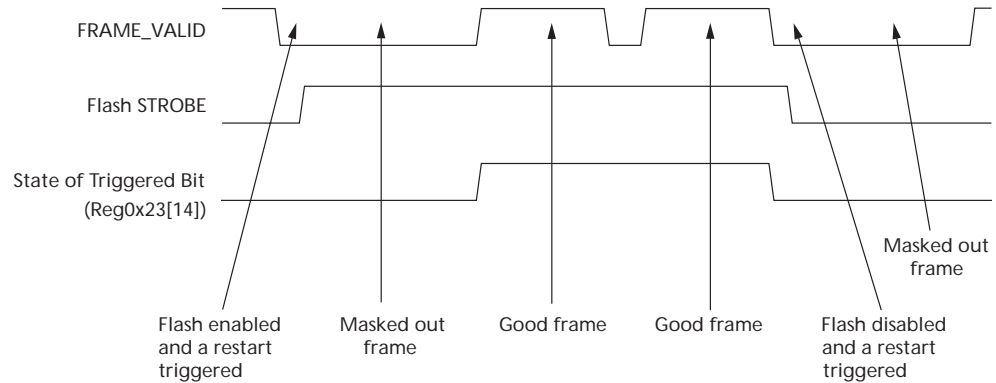 FRAME_VALID
Flash STROBE
State of Triggered Bit
(Reg0x23[14])
Masked out
frame
Flash enabled
and a restart
triggered
Masked out
frame
Good frame
Good frame
Flash disabled
and a restart
triggered